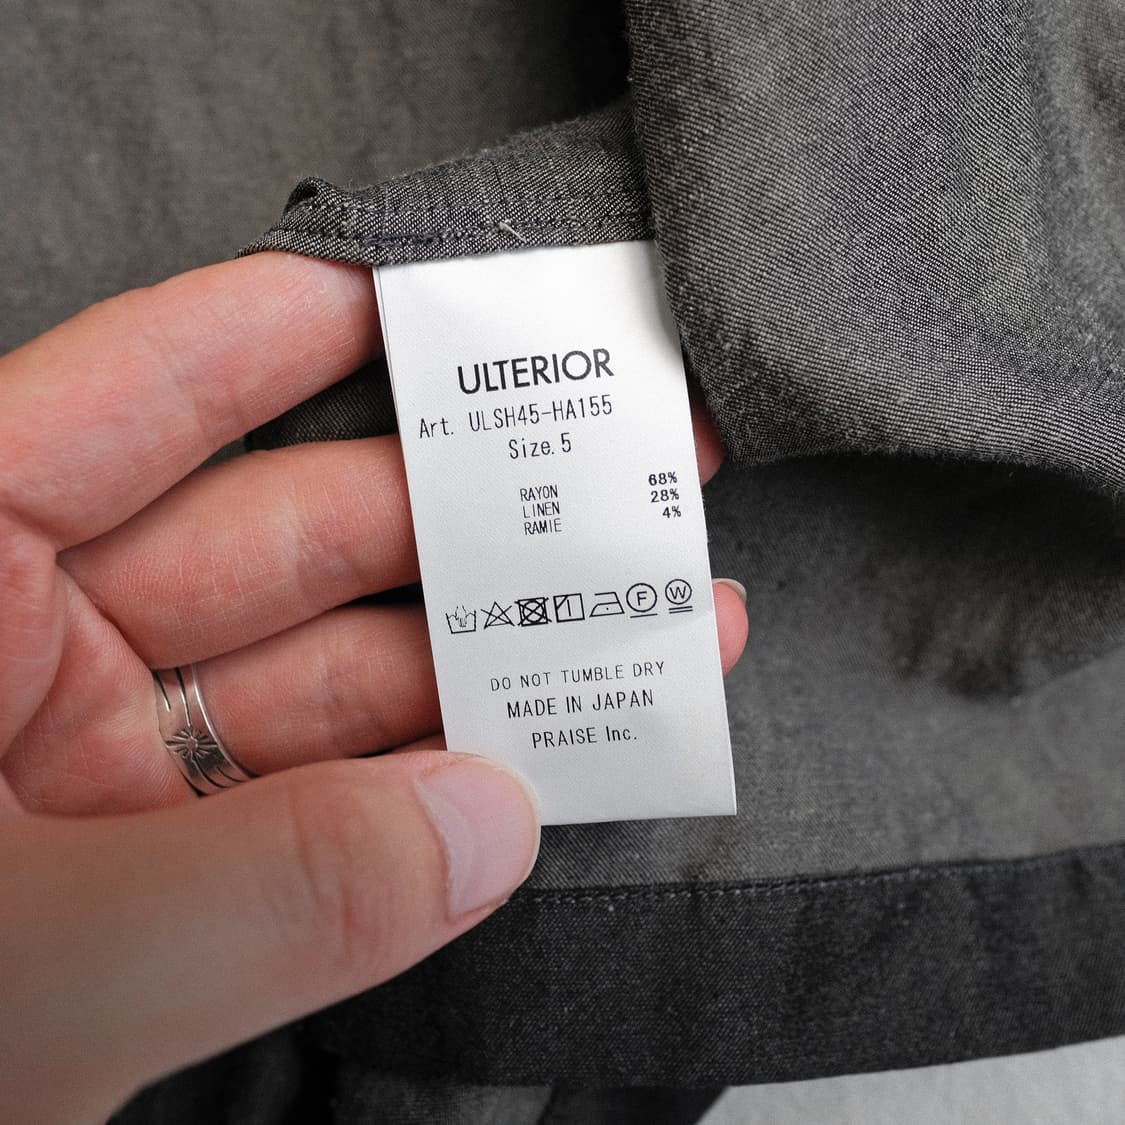 ULTERIOR
Art. ULSH45-HA155
Size. 5
RAYON 68%
LINEN 28%
RAMIE 4%
F W
DO NOT TUMBLE DRY
MADE IN JAPAN
PRAISE Inc.